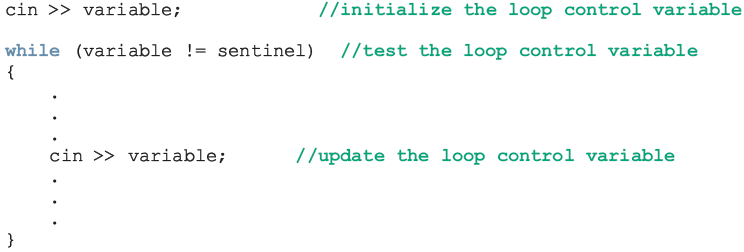 cin >> variable; //initialize the loop control variable
while (variable != sentinel) //test the loop control variable
{
.
.
.
cin >> variable; //update the loop control variable
.
.
.
}